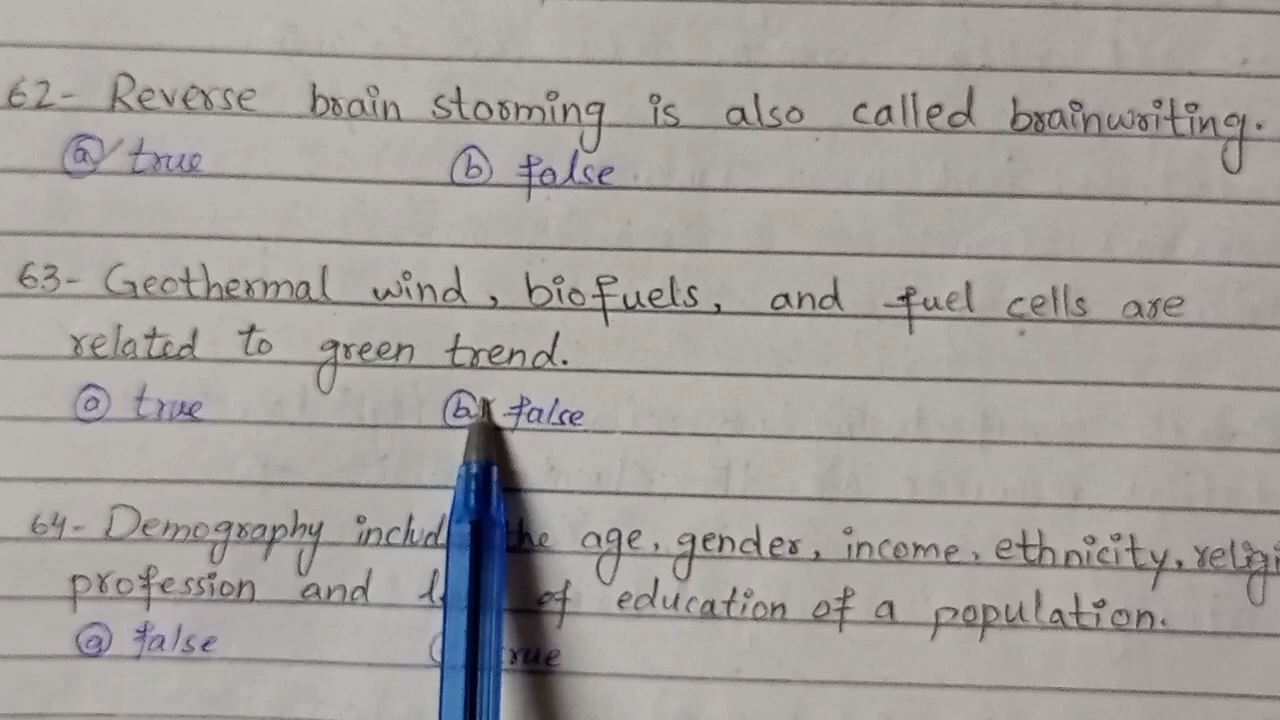 62- Reverse brain storming is also called brainwriting.
ⓐ true ⓑ false
63- Geothermal wind, biofuels, and fuel cells are
related to green trend.
ⓐ true ⓑ false
64- Demography the age, gender, income, ethnicity,
profession and of education of a population.
ⓐ false